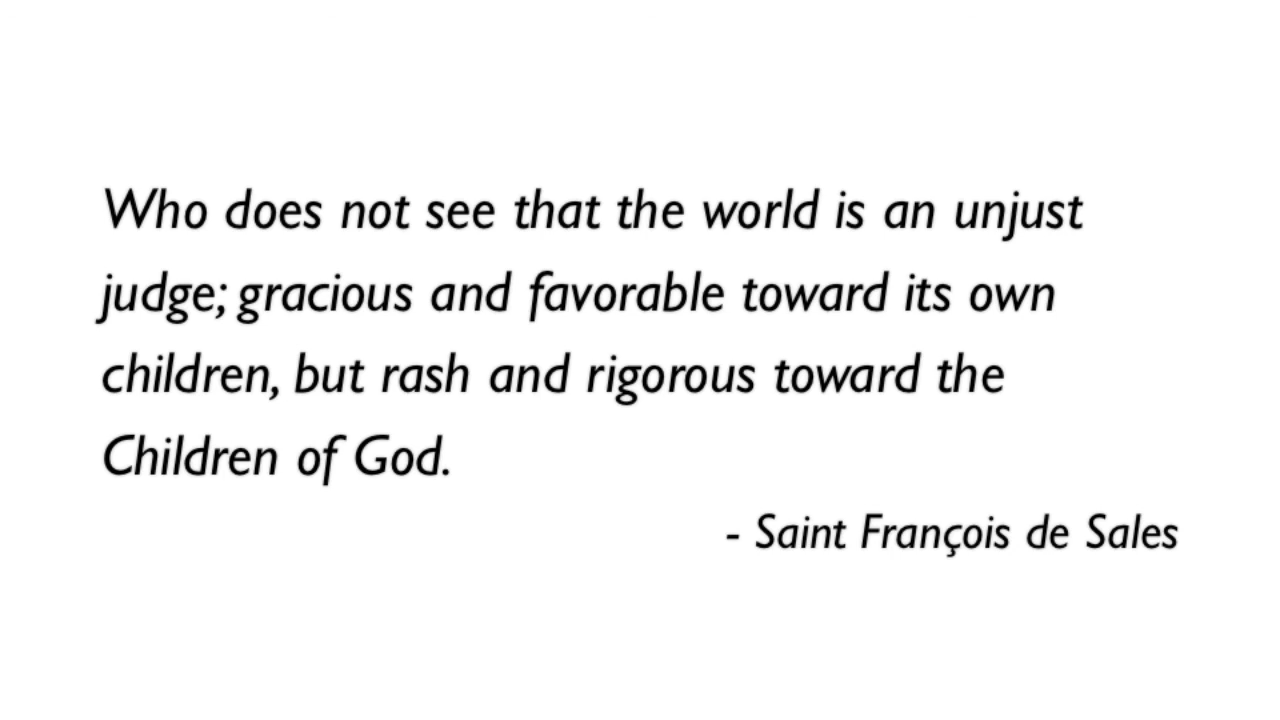 Who does not see that the world is an unjust
judge; gracious and favorable toward its own
children, but rash and rigorous toward the
Children of God.
- Saint François de Sales